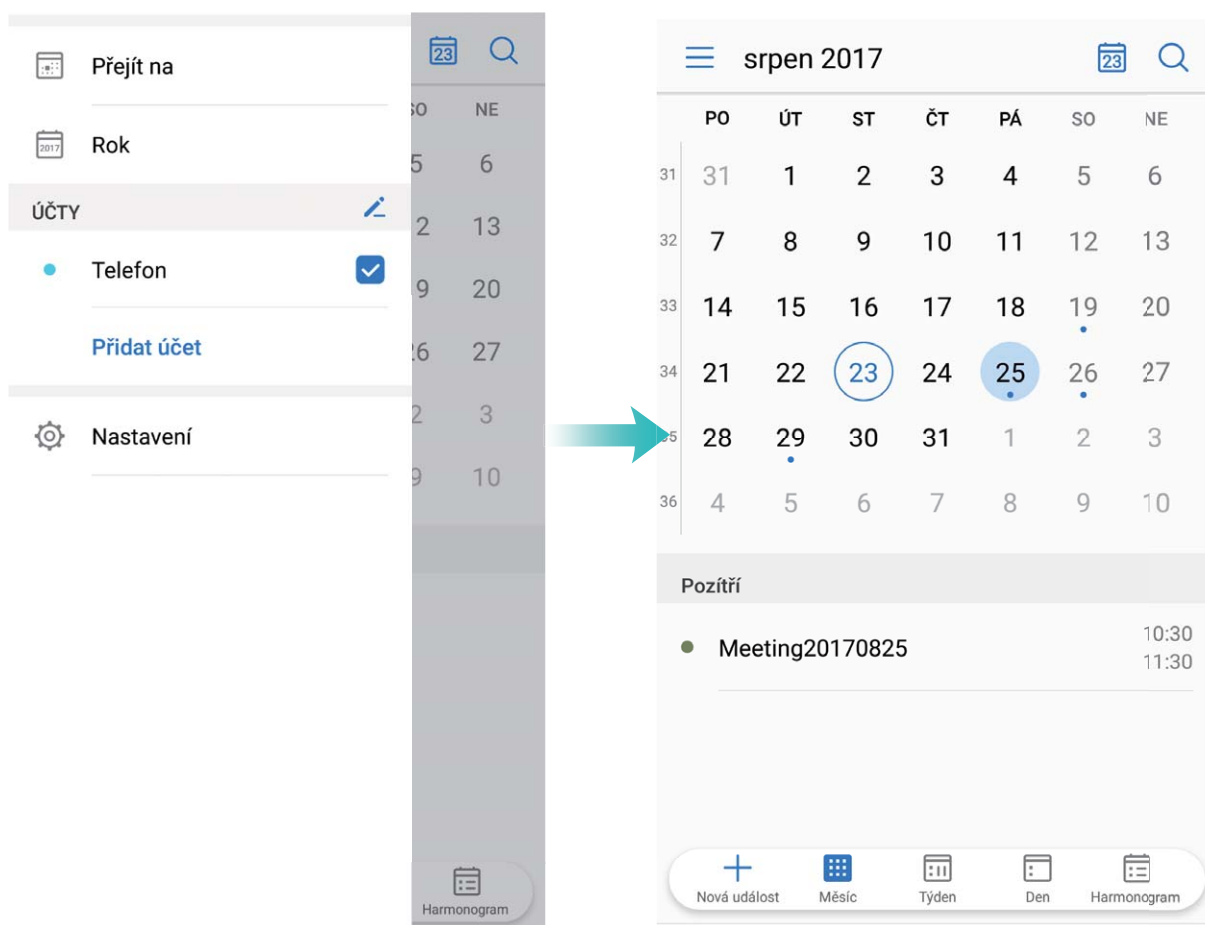 Přejít na
2017 Rok
ÚČTY
Telefon
Přidat účet
Nastavení
23
SO NE
5 6
2 13
9 20
26 27
2 3
9 10
Harmonogram
srpen 2017 23
PO ÚT ST ČT PÁ SO NE
31 31 1 2 3 4 5 6
32 7 8 9 10 11 12 13
33 14 15 16 17 18 19 20
34 21 22 23 24 25 26 27
35 28 29 30 31 1 2 3
36 4 5 6 7 8 9 10
Pozítří
Meeting20170825 10:30
11:30
Nová událost Měsíc Týden Den Harmonogram